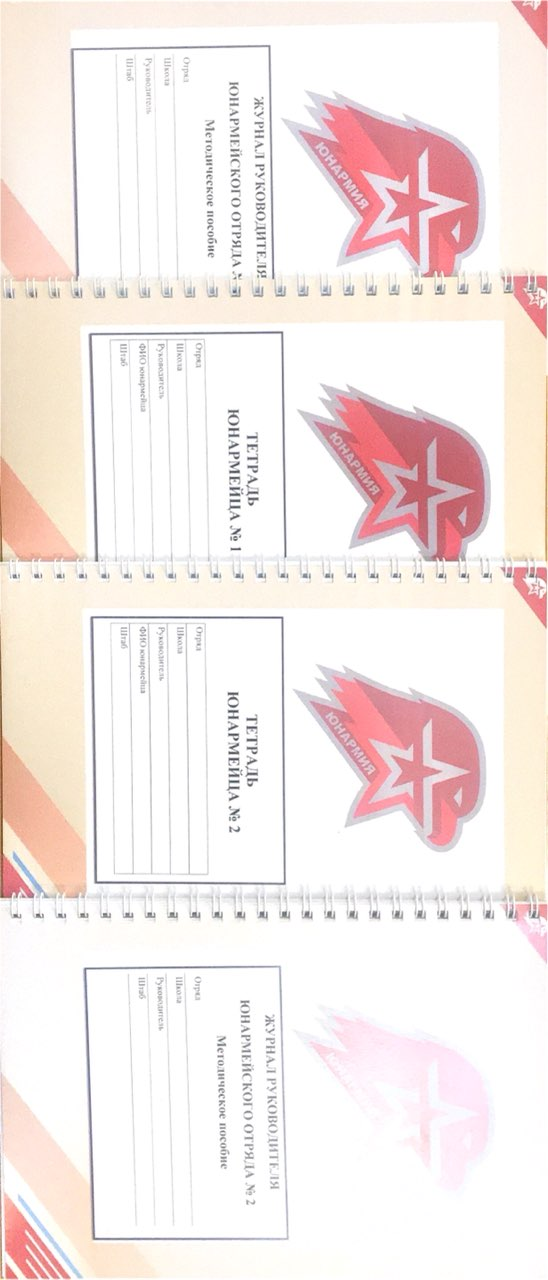 ЮНАРМИЯ
ЖУРНАЛ РУКОВОДИТЕЛЯ
ЮНАРМЕЙСКОГО ОТРЯДА №
Методическое пособие
Отряд
Школа
Руководитель
Штаб
ЮНАРМИЯ
ТЕТРАДЬ
ЮНАРМЕЙЦА № 1
Отряд
Школа
Руководитель
ФИО юнармейца
Штаб
ЮНАРМИЯ
ТЕТРАДЬ
ЮНАРМЕЙЦА № 2
Отряд
Школа
Руководитель
ФИО юнармейца
Штаб
ЮНАРМИЯ
ЖУРНАЛ РУКОВОДИТЕЛЯ
ЮНАРМЕЙСКОГО ОТРЯДА № 2
Методическое пособие
Отряд
Школа
Руководитель
Штаб